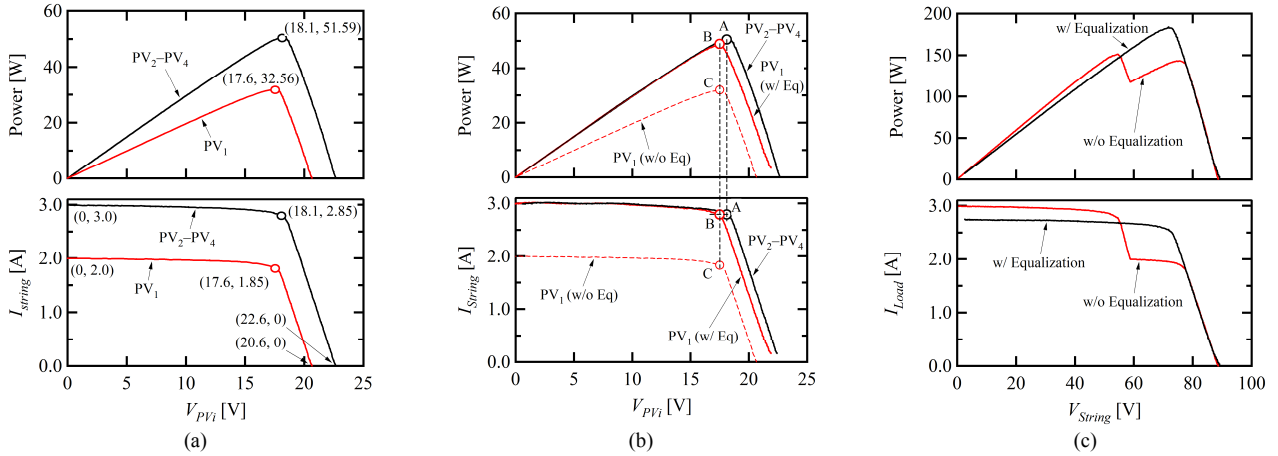 Power [W]
60
40
20
0
(18.1, 51.59)
PV2–PV4
(17.6, 32.56)
PV1
Istring [A]
3.0
2.0
1.0
0.0
(0, 3.0)
(18.1, 2.85)
PV2–PV4
(0, 2.0)
(17.6, 1.85)
PV1
(22.6, 0)
(20.6, 0)
0 5 10 15 20 25
VPVi [V]
(a)
Power [W]
60
40
20
0
B A
PV2–PV4
PV1
(w/ Eq)
C
PV1 (w/o Eq)
IString [A]
3.0
2.0
1.0
0.0
A
B
PV2–PV4
C
PV1 (w/o Eq)
PV1 (w/ Eq)
0 5 10 15 20 25
VPVi [V]
(b)
Power [W]
200
150
100
50
0
w/ Equalization
w/o Equalization
ILoad [A]
3.0
2.0
1.0
0.0
w/ Equalization
w/o Equalization
0 20 40 60 80 100
VString [V]
(c)